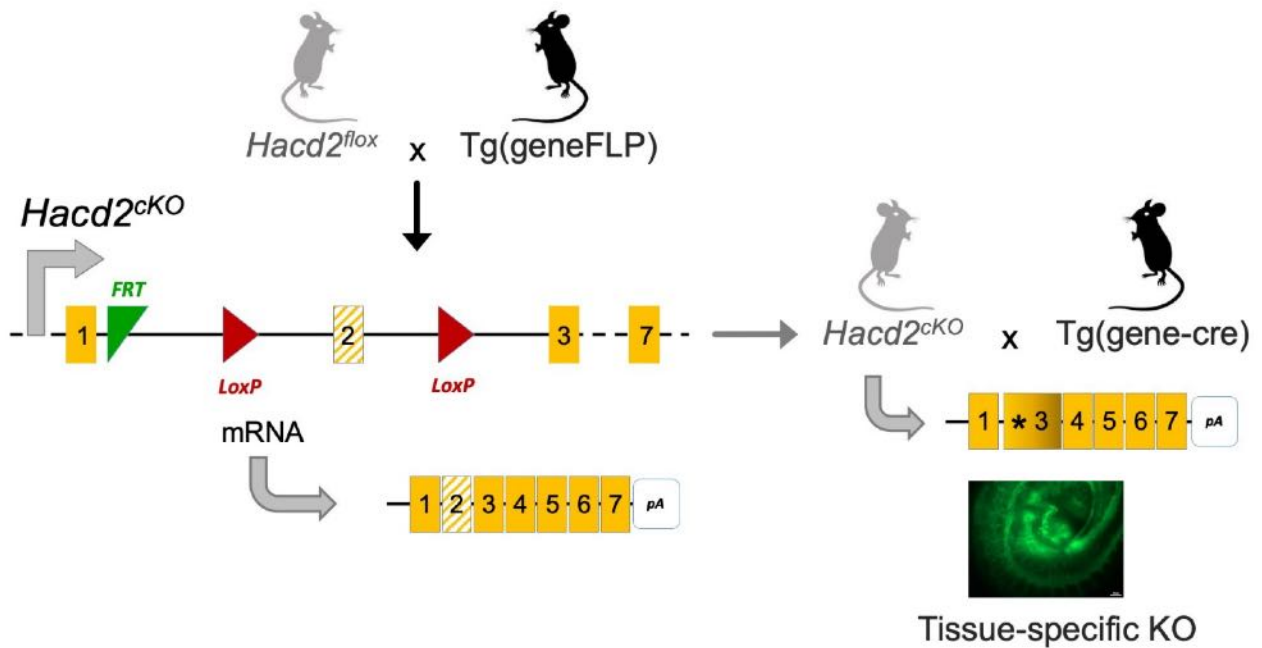 Hacd2flox x Tg(geneFLP)
Hacd2cKO
FRT
1 2 3 7
LoxP LoxP
mRNA
1 2 3 4 5 6 7 pA
Hacd2cKO x Tg(gene-cre)
1 * 3 4 5 6 7 pA
Tissue-specific KO